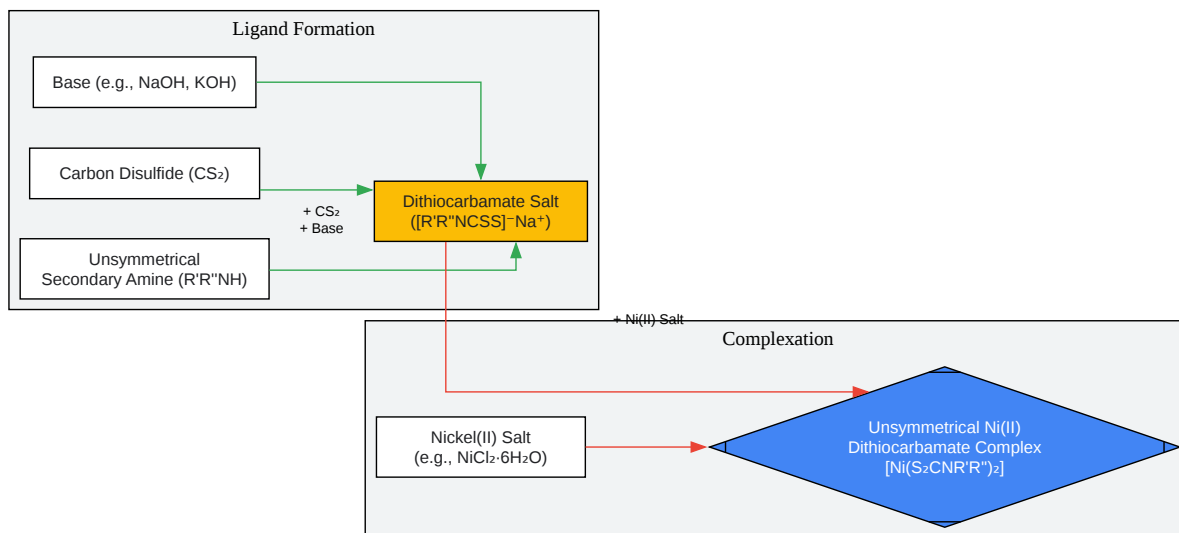 Ligand Formation
Base (e.g., NaOH, KOH)
Carbon Disulfide (CS₂)
+ CS₂
+ Base
Dithiocarbamate Salt
([R'R"NCSS]⁻Na⁺)
Unsymmetrical
Secondary Amine (R'R"NH)
+ Ni(II) Salt
Complexation
Nickel(II) Salt
(e.g., NiCl₂·6H₂O)
Unsymmetrical Ni(II)
Dithiocarbamate Complex
[Ni(S₂CNR'R")₂]